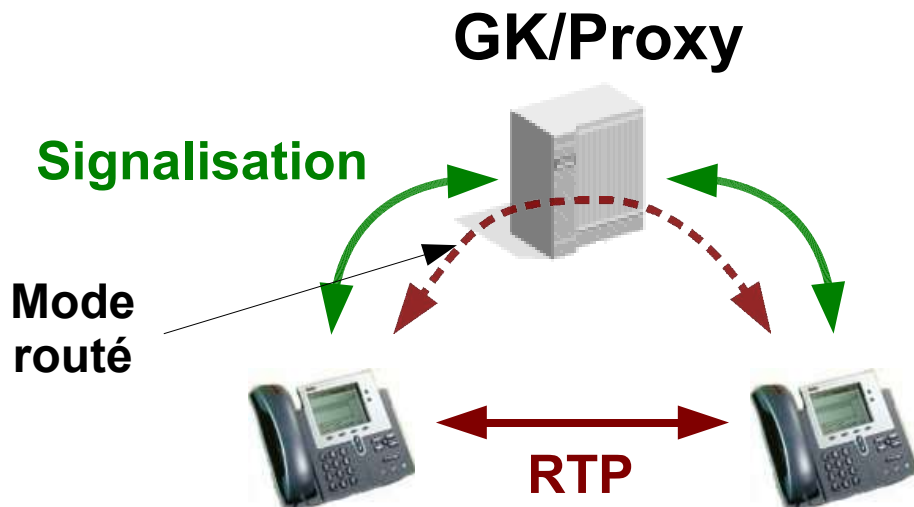 GK/Proxy
Signalisation
Mode
routé
RTP